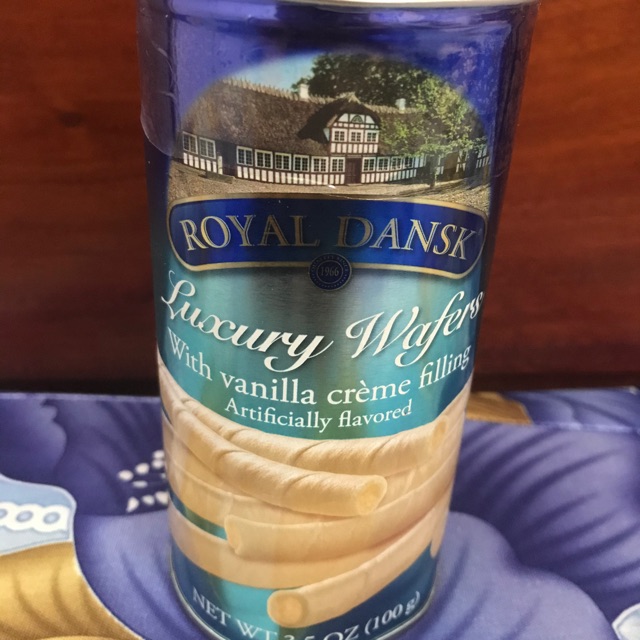 ROYAL DANSK
1966
Luxury Wafers
With vanilla crème filling
Artificially flavored
NET WT 3.5 OZ (100 g)